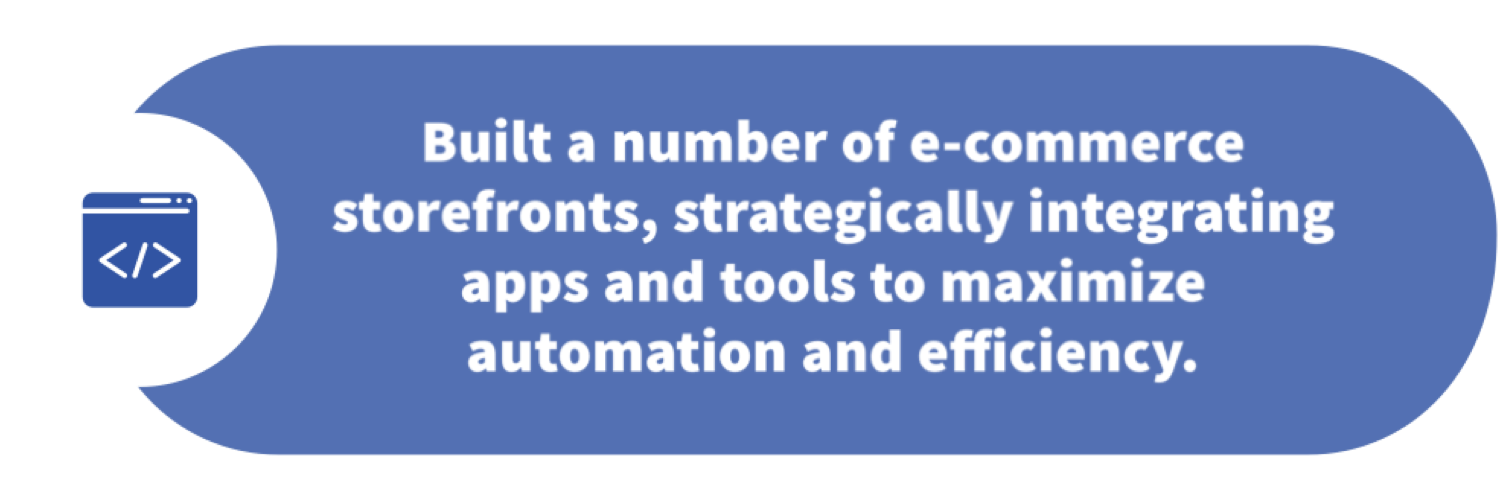 Built a number of e-commerce
storefronts, strategically integrating
apps and tools to maximize
automation and efficiency.